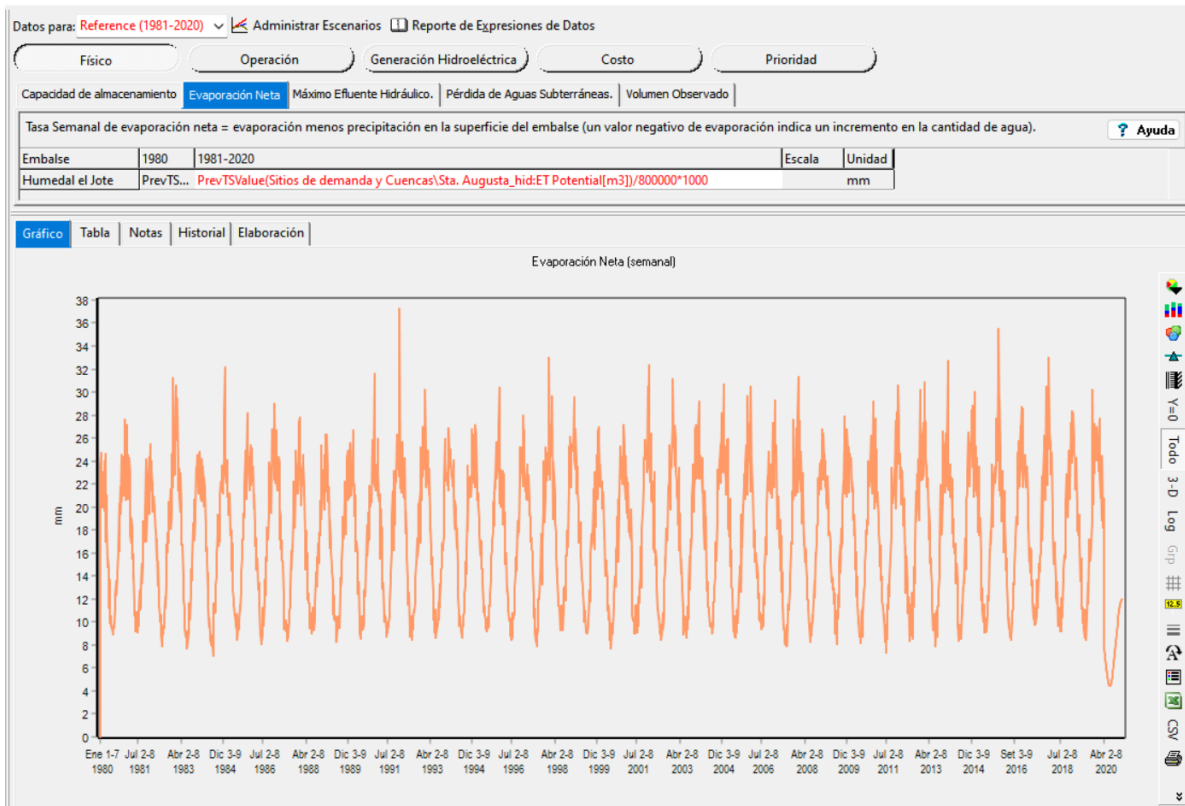 Datos para: Reference (1981-2020) Administrar Escenarios Reporte de Expresiones de Datos
Físico Operación Generación Hidroeléctrica Costo Prioridad
Capacidad de almacenamiento Evaporación Neta Máximo Efluente Hidráulico. Pérdida de Aguas Subterráneas. Volumen Observado
Tasa Semanal de evaporación neta = evaporación menos precipitación en la superficie del embalse (un valor negativo de evaporación indica un incremento en la cantidad de agua). ? Ayuda
Embalse 1980 1981-2020 Escala Unidad
Humedal el Jote PrevTS... PrevTSValue(Sitios de demanda y Cuencas\Sta. Augusta_hid:ET Potential[m3])/800000*1000 mm
Gráfico Tabla Notas Historial Elaboración
Evaporación Neta (semanal)
38
36
34
32
30
28
26
24
22
20
18
16
14
12
10
8
6
4
2
0
mm
Ene 1-7 Jul 2-8 Abr 2-8 Dic 3-9 Jul 2-8 Abr 2-8 Dic 3-9 Jul 2-8 Abr 2-8 Dic 3-9 Jul 2-8 Abr 2-8 Dic 3-9 Jul 2-8 Abr 2-8 Dic 3-9 Jul 2-8 Abr 2-8 Dic 3-9 Jul 2-8 Abr 2-8 Dic 3-9 Set 3-9 Jul 2-8 Abr 2-8
1980 1981 1983 1984 1986 1988 1989 1991 1993 1994 1996 1998 1999 2001 2003 2004 2006 2008 2009 2011 2013 2014 2016 2018 2020
Y=0
Todo
3-D
Log
Grp
12.5
CSV